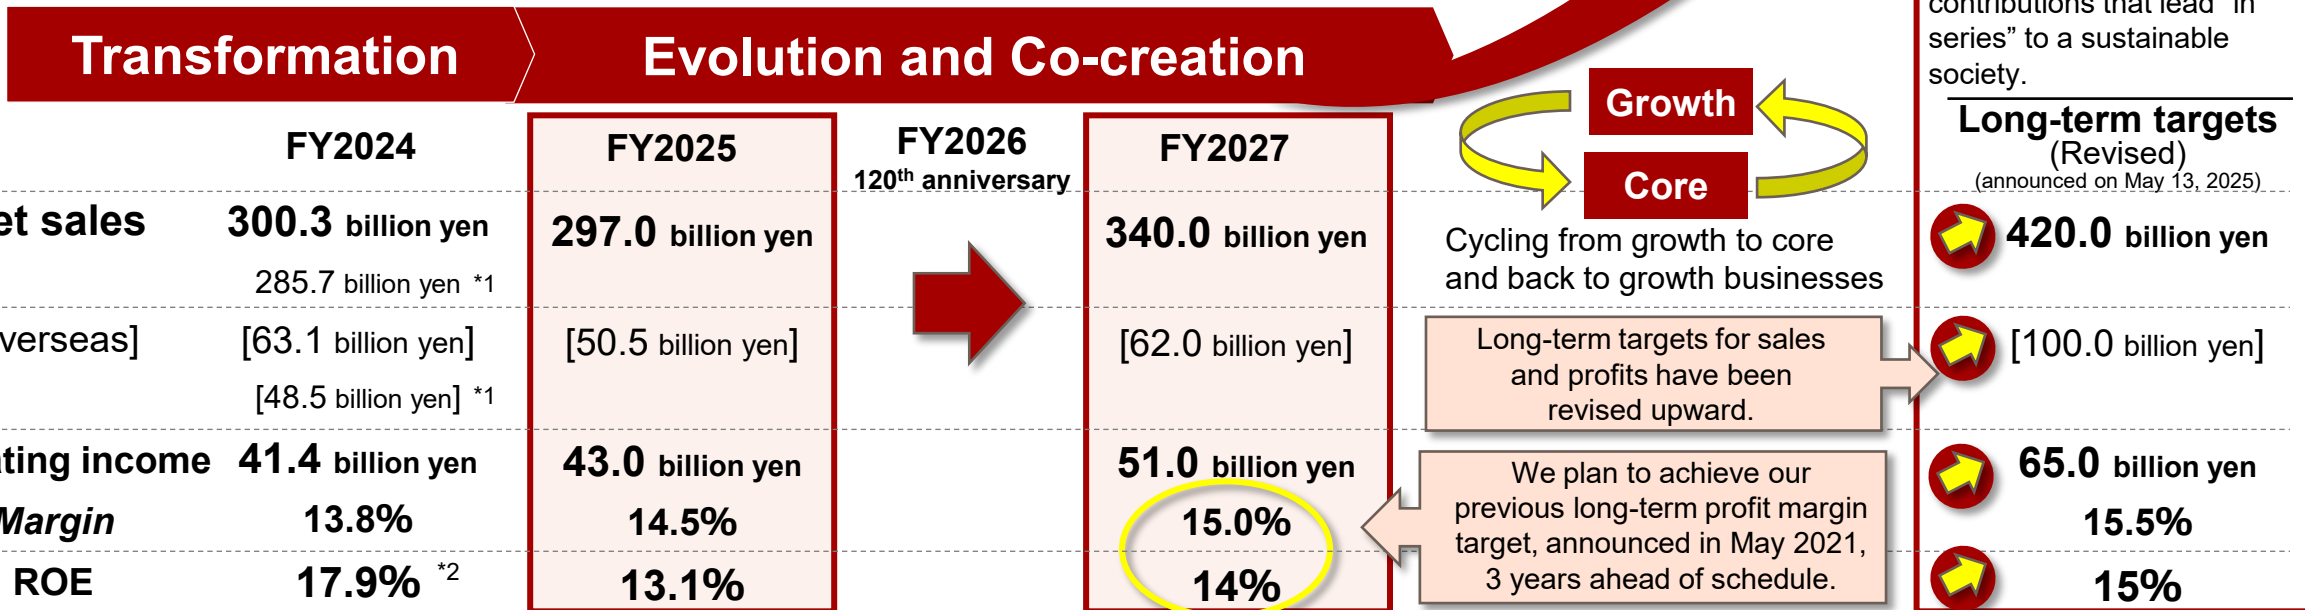 contributions that lead "in
series" to a sustainable
society.
Transformation
Evolution and Co-creation
Growth
Core
Cycling from growth to core
and back to growth businesses
Long-term targets
(Revised)
(announced on May 13, 2025)
FY2024
FY2025
FY2026
120th anniversary
FY2027
et sales 300.3 billion yen 297.0 billion yen 340.0 billion yen 420.0 billion yen
285.7 billion yen *1
verseas] [63.1 billion yen] [50.5 billion yen] [62.0 billion yen] [100.0 billion yen]
[48.5 billion yen] *1
Long-term targets for sales
and profits have been
revised upward.
ating income 41.4 billion yen 43.0 billion yen 51.0 billion yen 65.0 billion yen
Margin 13.8% 14.5% 15.0% 15.5%
ROE 17.9% *2 13.1% 14% 15%
We plan to achieve our
previous long-term profit margin
target, announced in May 2021,
3 years ahead of schedule.